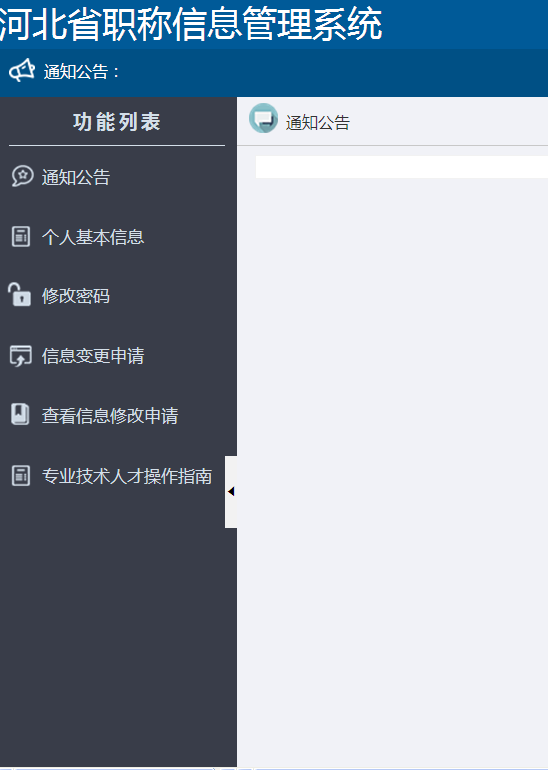 河北省职称信息管理系统
通知公告：
功能列表
通知公告
通知公告
个人基本信息
修改密码
信息变更申请
查看信息修改申请
专业技术人才操作指南